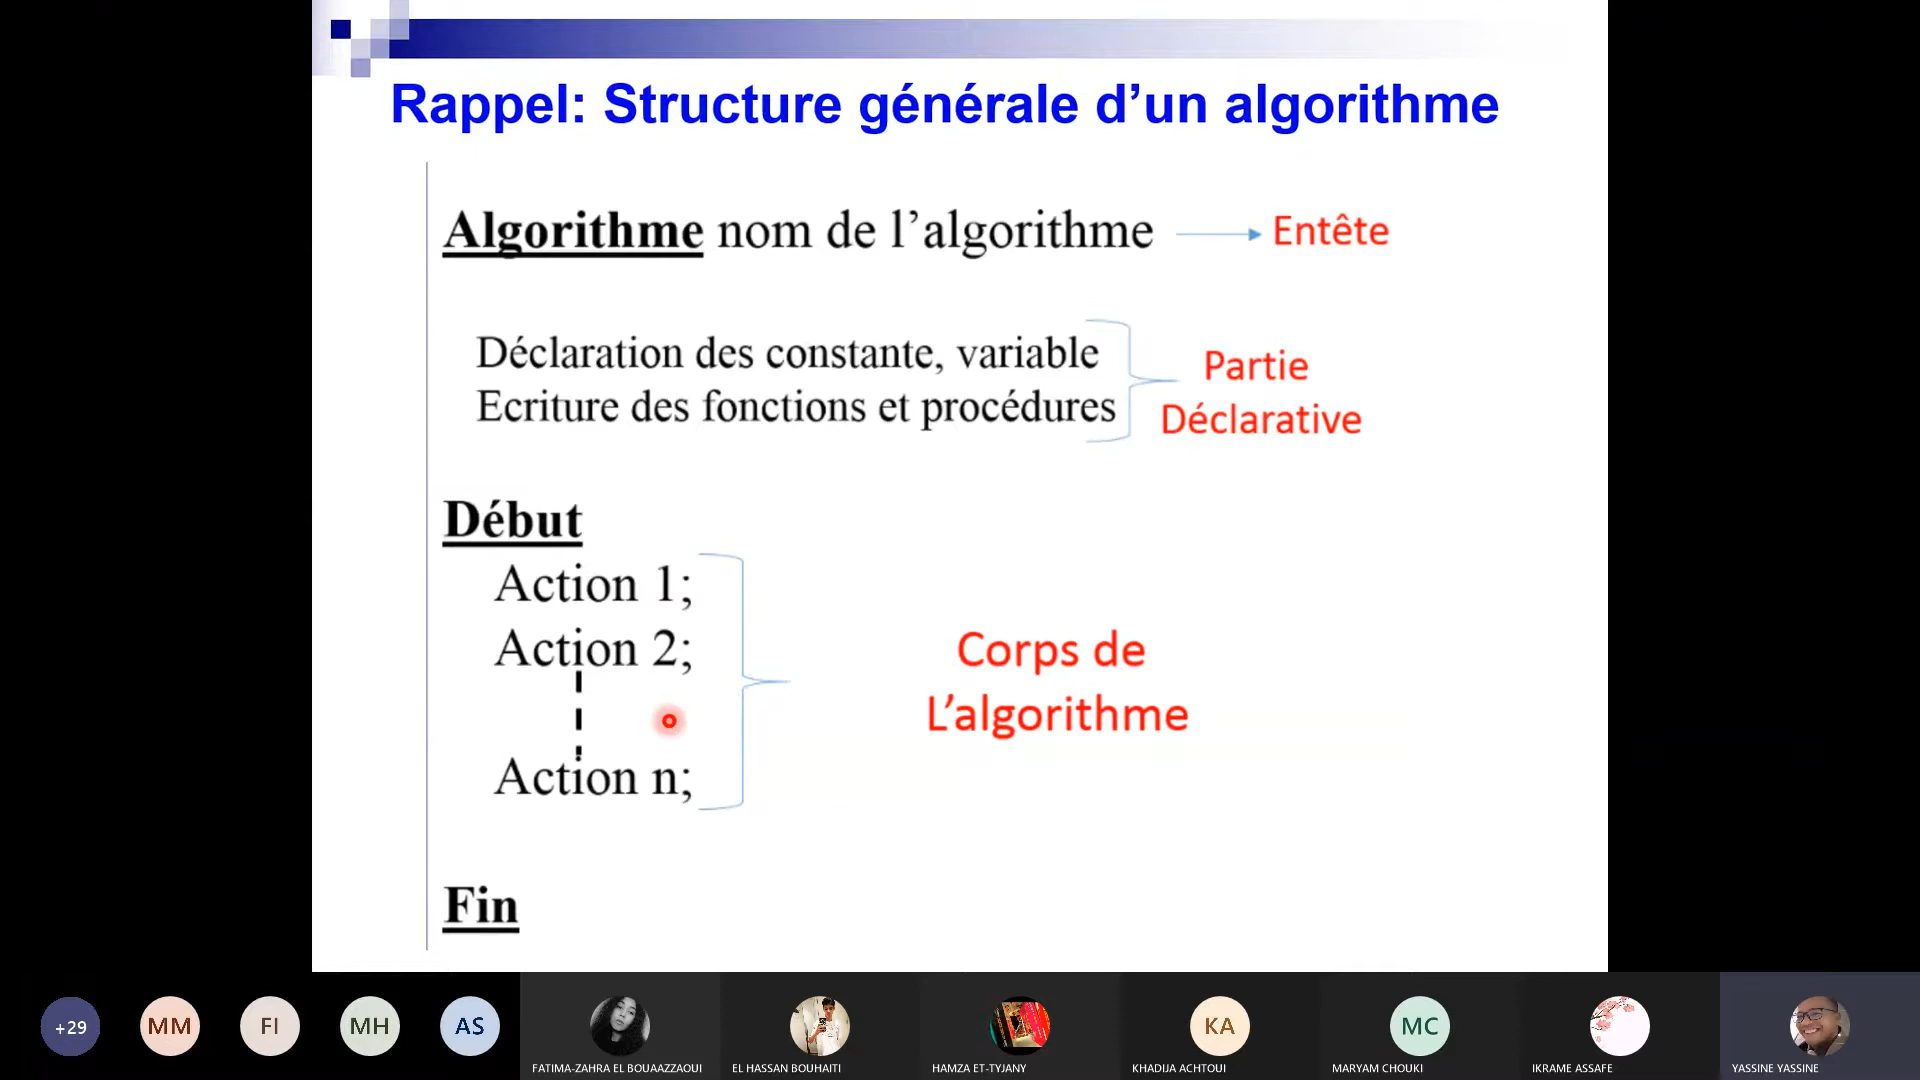 Rappel: Structure générale d’un algorithme
Algorithme nom de l’algorithme
Entête
Déclaration des constante, variable
Ecriture des fonctions et procédures
Partie
Déclarative
Début
Action 1;
Action 2;
Action n;
Corps de
L’algorithme
Fin
+29
MM
FI
MH
AS
KA
MC
FATIMA-ZAHRA EL BOUAAZZAOUI
EL HASSAN BOUHAITI
HAMZA ET-TYJANY
KHADIJA ACHTOUI
MARYAM CHOUKI
IKRAME ASSAFE
YASSINE YASSINE